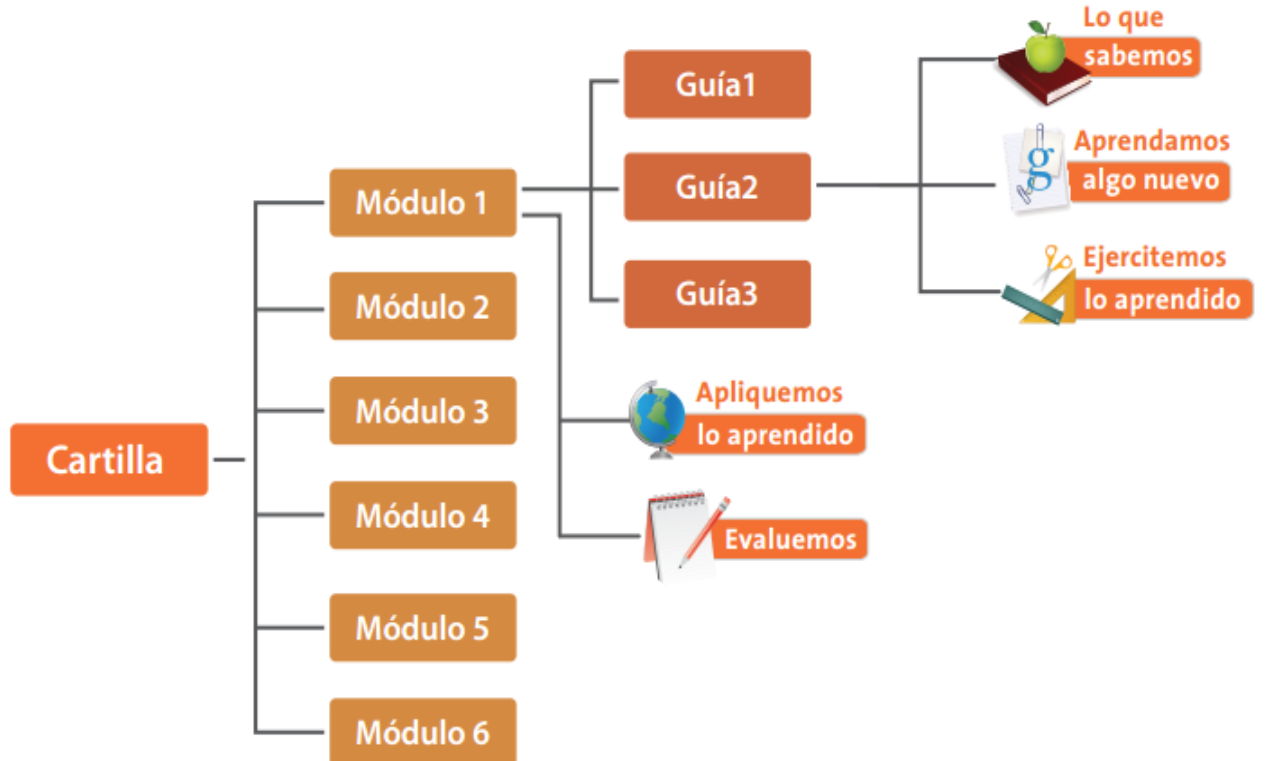 Cartilla
Módulo 1
Módulo 2
Módulo 3
Módulo 4
Módulo 5
Módulo 6
Guía1
Guía2
Guía3
Apliquemos
lo aprendido
Evaluemos
Lo que
sabemos
g
Aprendamos
algo nuevo
Ejercitemos
lo aprendido